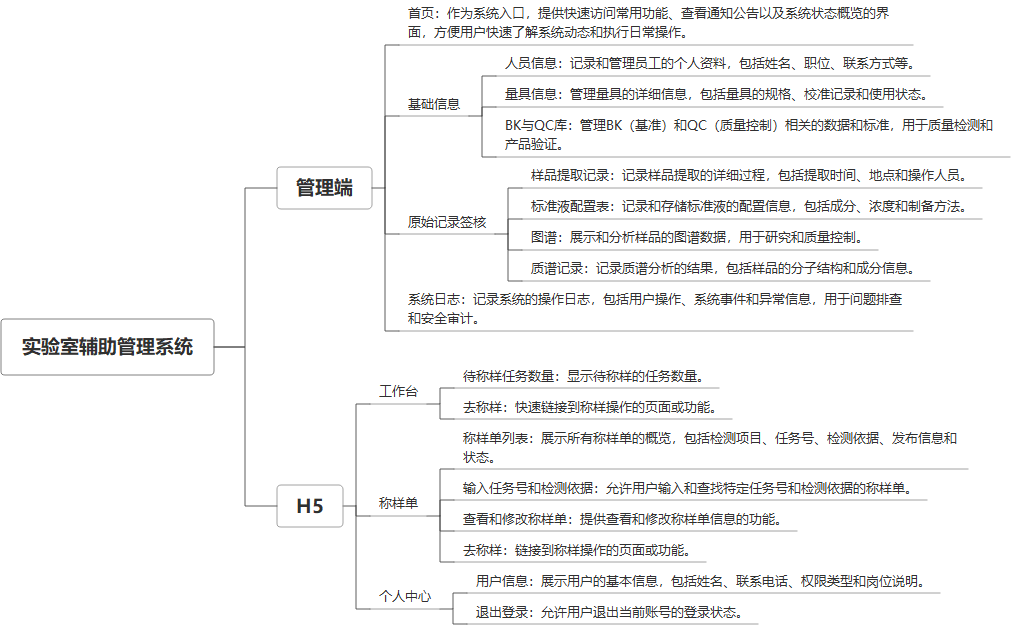 首页：作为系统入口，提供快速访问常用功能、查看通知公告以及系统状态概览的界
面，方便用户快速了解系统动态和执行日常操作。
基础信息
人员信息：记录和管理员工的个人资料，包括姓名、职位、联系方式等。
量具信息：管理量具的详细信息，包括量具的规格、校准记录和使用状态。
BK与QC库：管理BK（基准）和QC（质量控制）相关的数据和标准，用于质量检测和
产品验证。
管理端
原始记录签核
样品提取记录：记录样品提取的详细过程，包括提取时间、地点和操作人员。
标准液配置表：记录和存储标准液的配置信息，包括成分、浓度和制备方法。
图谱：展示和分析样品的图谱数据，用于研究和质量控制。
质谱记录：记录质谱分析的结果，包括样品的分子结构和成分信息。
系统日志：记录系统的操作日志，包括用户操作、系统事件和异常信息，用于问题排查
和安全审计。
实验室辅助管理系统
工作台
待称样任务数量：显示待称样的任务数量。
去称样：快速链接到称样操作的页面或功能。
H5
称样单
称样单列表：展示所有称样单的概览，包括检测项目、任务号、检测依据、发布信息和
状态。
输入任务号和检测依据：允许用户输入和查找特定任务号和检测依据的称样单。
查看和修改称样单：提供查看和修改称样单信息的功能。
去称样：链接到称样操作的页面或功能。
个人中心
用户信息：展示用户的基本信息，包括姓名、联系电话、权限类型和岗位说明。
退出登录：允许用户退出当前账号的登录状态。